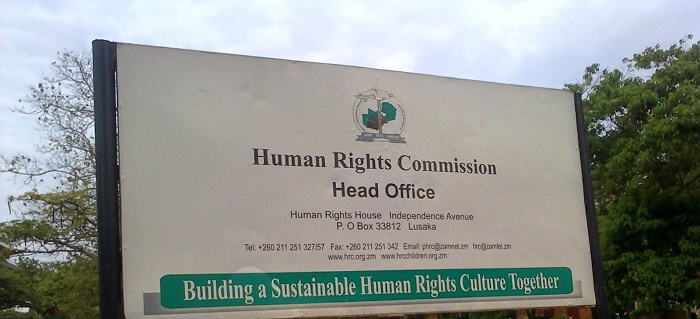 Human Rights Commission
Head Office
Human Rights House Independence Avenue
P. O Box 33812 Lusaka
Tel: +260 211 251 327/57 Fax: +260 211 251 342 Email: phrc@zamnet.zm hrc@zamtel.zm
www.hrc.org.zm www.hrcchildren.org.zm
Building a Sustainable Human Rights Culture Together